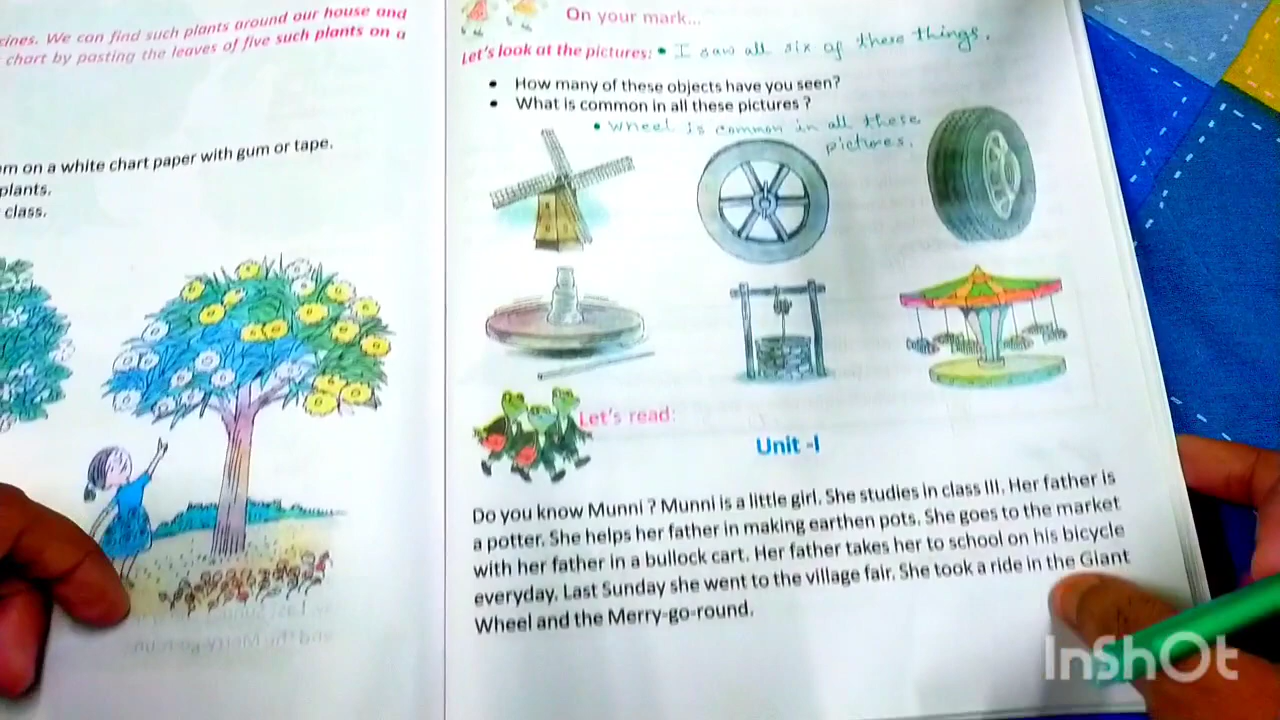 cines. We can find such plants around our house and
chart by pasting the leaves of five such plants on a
em on a white chart paper with gum or tape.
plants.
class.
On your mark...
Let's look at the pictures: • I saw all six of these things.
• How many of these objects have you seen?
• What is common in all these pictures ?
• Wheel is common in all these
pictures.
Let's read:
Unit -I
Do you know Munni ? Munni is a little girl. She studies in class III. Her father is
a potter. She helps her father in making earthen pots. She goes to the market
with her father in a bullock cart. Her father takes her to school on his bicycle
everyday. Last Sunday she went to the village fair. She took a ride in the Giant
Wheel and the Merry-go-round.
InShOt